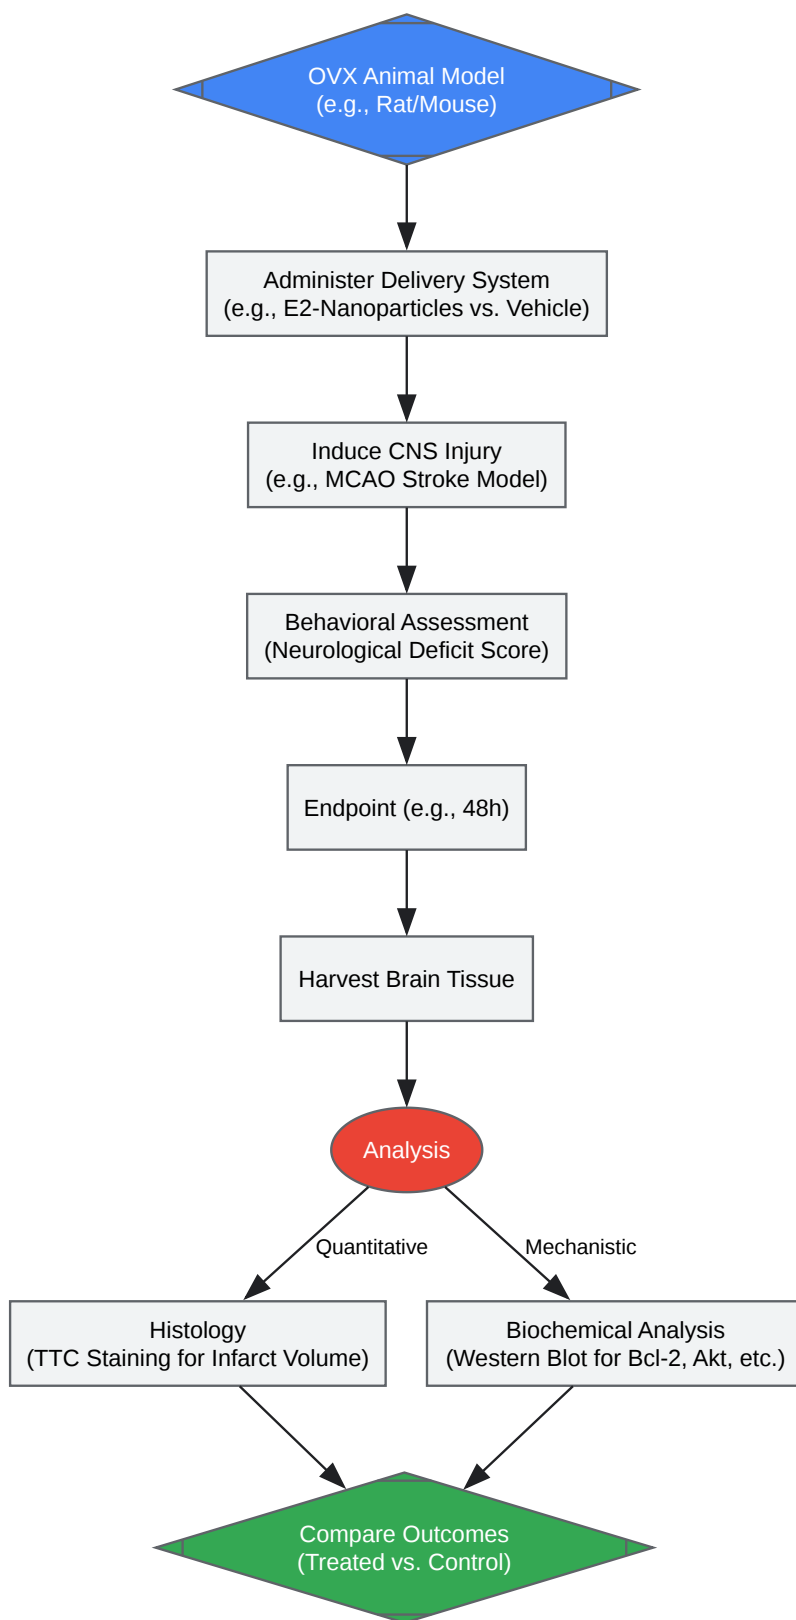 OVX Animal Model
(e.g., Rat/Mouse)
Administer Delivery System
(e.g., E2-Nanoparticles vs. Vehicle)
Induce CNS Injury
(e.g., MCAO Stroke Model)
Behavioral Assessment
(Neurological Deficit Score)
Endpoint (e.g., 48h)
Harvest Brain Tissue
Analysis
Quantitative
Mechanistic
Histology
(TTC Staining for Infarct Volume)
Biochemical Analysis
(Western Blot for Bcl-2, Akt, etc.)
Compare Outcomes
(Treated vs. Control)